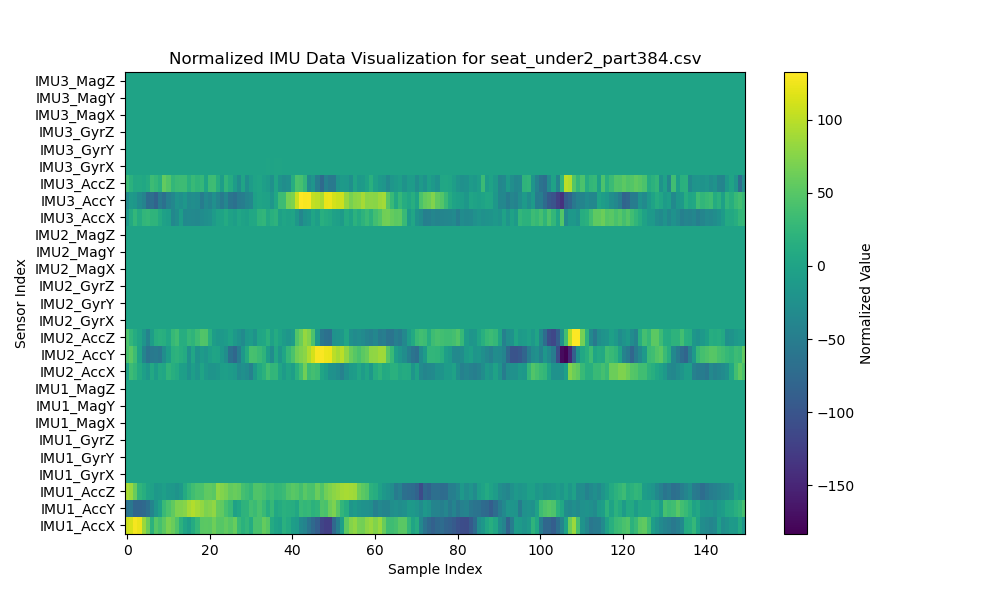 Normalized IMU Data Visualization for seat_under2_part384.csv
IMU3_MagZ
IMU3_MagY
IMU3_MagX
IMU3_GyrZ
IMU3_GyrY
IMU3_GyrX
IMU3_AccZ
IMU3_AccY
IMU3_AccX
IMU2_MagZ
IMU2_MagY
IMU2_MagX
IMU2_GyrZ
IMU2_GyrY
IMU2_GyrX
IMU2_AccZ
IMU2_AccY
IMU2_AccX
IMU1_MagZ
IMU1_MagY
IMU1_MagX
IMU1_GyrZ
IMU1_GyrY
IMU1_GyrX
IMU1_AccZ
IMU1_AccY
IMU1_AccX
Sensor Index
0 20 40 60 80 100 120 140
Sample Index
100
50
0
−50
−100
−150
Normalized Value